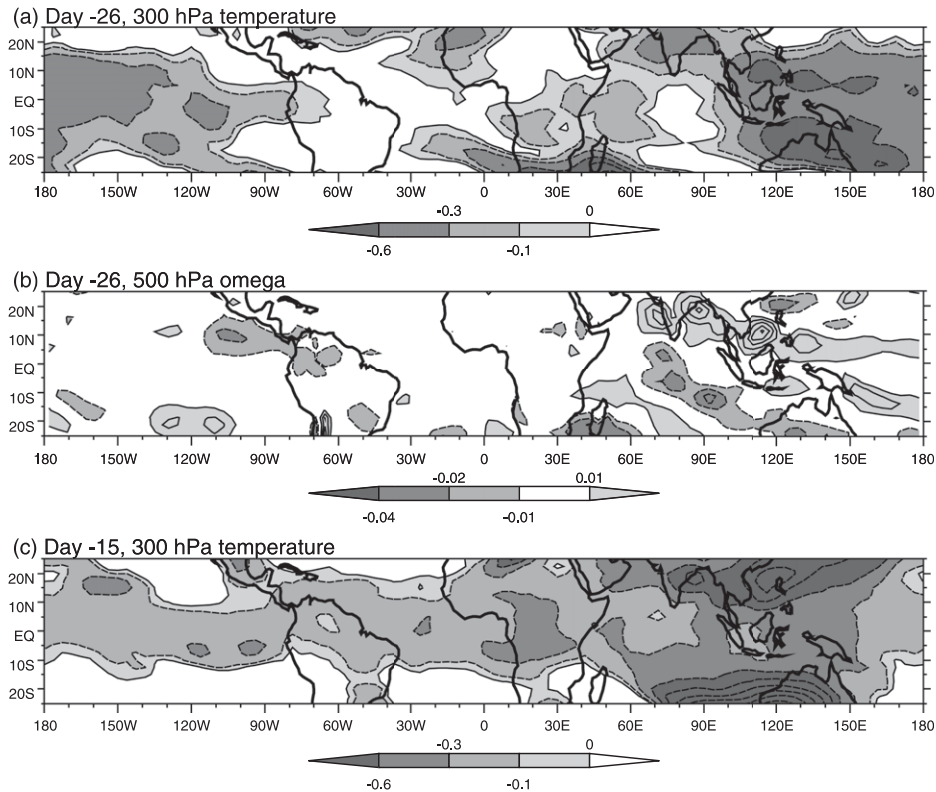 (a) Day -26, 300 hPa temperature
20N
10N
EQ
10S
20S
180 150W 120W 90W 60W 30W 0 30E 60E 90E 120E 150E 180
-0.3 0
-0.6 -0.1
(b) Day -26, 500 hPa omega
20N
10N
EQ
10S
20S
180 150W 120W 90W 60W 30W 0 30E 60E 90E 120E 150E 180
-0.02 0.01
-0.04 -0.01
(c) Day -15, 300 hPa temperature
20N
10N
EQ
10S
20S
180 150W 120W 90W 60W 30W 0 30E 60E 90E 120E 150E 180
-0.3 0
-0.6 -0.1